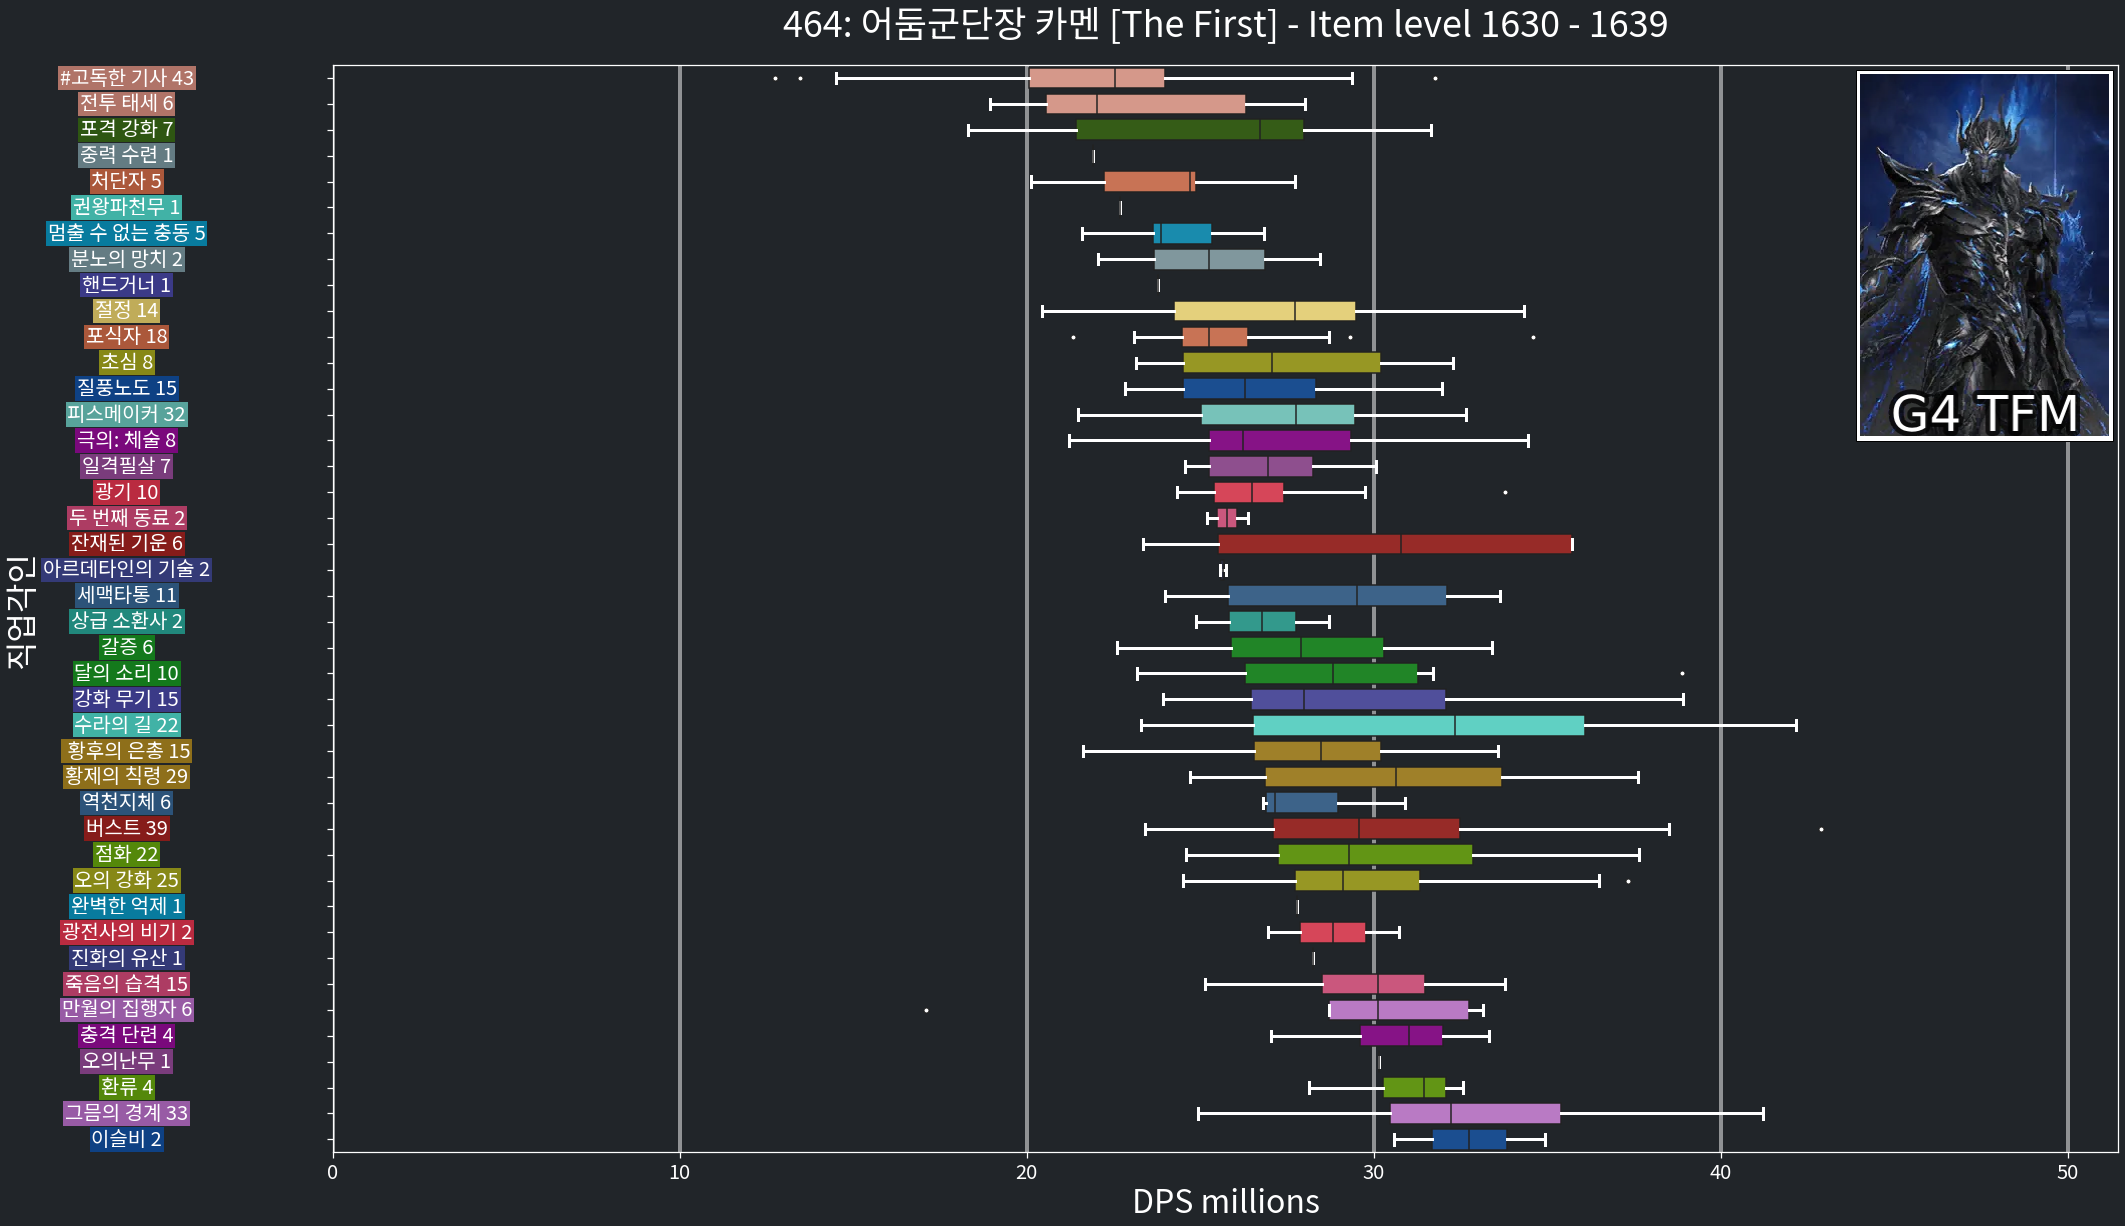 464: 어둠군단장 카멘 [The First] - Item level 1630 - 1639
#고독한 기사 43
전투 태세 6
포격 강화 7
중력 수련 1
처단자 5
권왕파천무 1
멈출 수 없는 충동 5
분노의 망치 2
핸드거너 1
절정 14
포식자 18
초심 8
질풍노도 15
피스메이커 32
극의: 체술 8
일격필살 7
광기 10
두 번째 동료 2
잔재된 기운 6
아르데타인의 기술 2
세맥타통 11
상급 소환사 2
갈증 6
달의 소리 10
강화 무기 15
수라의 길 22
황후의 은총 15
황제의 칙령 29
역천지체 6
버스트 39
점화 22
오의 강화 25
완벽한 억제 1
광전사의 비기 2
진화의 유산 1
죽음의 습격 15
만월의 집행자 6
충격 단련 4
오의난무 1
환류 4
그믐의 경계 33
이슬비 2
직업각인
G4 TFM
0 10 20 30 40 50
DPS millions